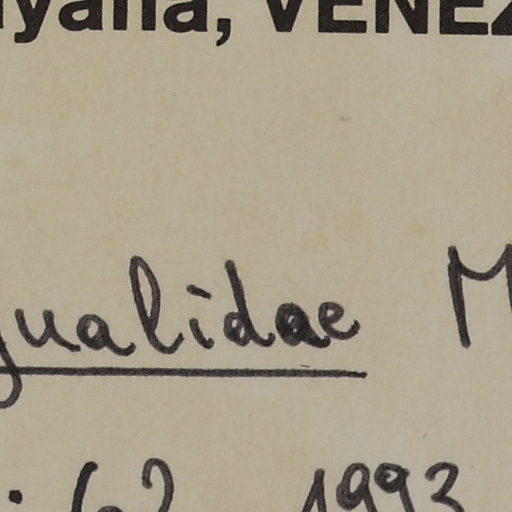 yana, VENEZ
gualidae M
1993